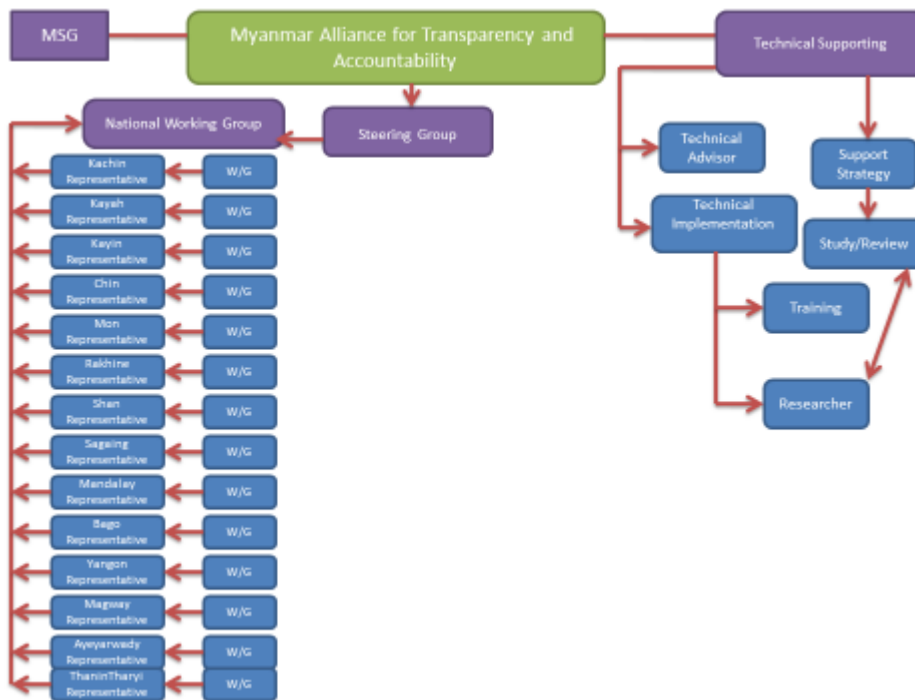 MSG
Myanmar Alliance for Transparency and
Accountability
Technical Supporting
National Working Group
Steering Group
Technical
Advisor
Support
Strategy
Technical
Implementation
Study/Review
Training
Researcher
Kachin
Representative
W/G
Kayah
Representative
W/G
Kayin
Representative
W/G
Chin
Representative
W/G
Mon
Representative
W/G
Rakhine
Representative
W/G
Shan
Representative
W/G
Sagaing
Representative
W/G
Mandalay
Representative
W/G
Bago
Representative
W/G
Yangon
Representative
W/G
Magway
Representative
W/G
Ayeyarwady
Representative
W/G
ThaninTharyi
Representative
W/G